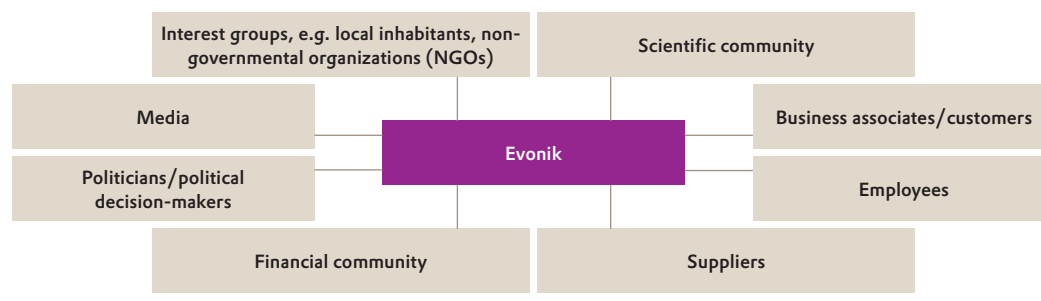 Interest groups, e.g. local inhabitants, non-
governmental organizations (NGOs)
Scientific community
Media
Business associates/customers
Evonik
Politicians/political
decision-makers
Employees
Financial community
Suppliers